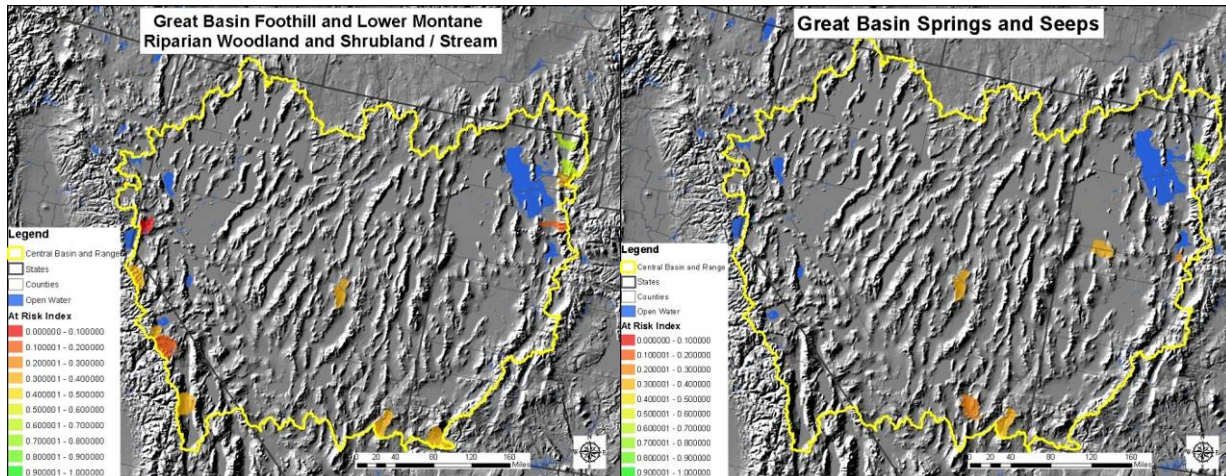 Great Basin Foothill and Lower Montane
Riparian Woodland and Shrubland / Stream
Legend
Central Basin and Range
States
Counties
Open Water
At Risk Index
0.000000 - 0.100000
0.100001 - 0.200000
0.200001 - 0.300000
0.300001 - 0.400000
0.400001 - 0.500000
0.500001 - 0.600000
0.600001 - 0.700000
0.700001 - 0.800000
0.800001 - 0.900000
0.900001 - 1.000000
0 20 40 80 120 160
Miles
Great Basin Springs and Seeps
Legend
Central Basin and Range
States
Counties
Open Water
At Risk Index
0.000000 - 0.100000
0.100001 - 0.200000
0.200001 - 0.300000
0.300001 - 0.400000
0.400001 - 0.500000
0.500001 - 0.600000
0.600001 - 0.700000
0.700001 - 0.800000
0.800001 - 0.900000
0.900001 - 1.000000
0 20 40 80 120 160
Miles